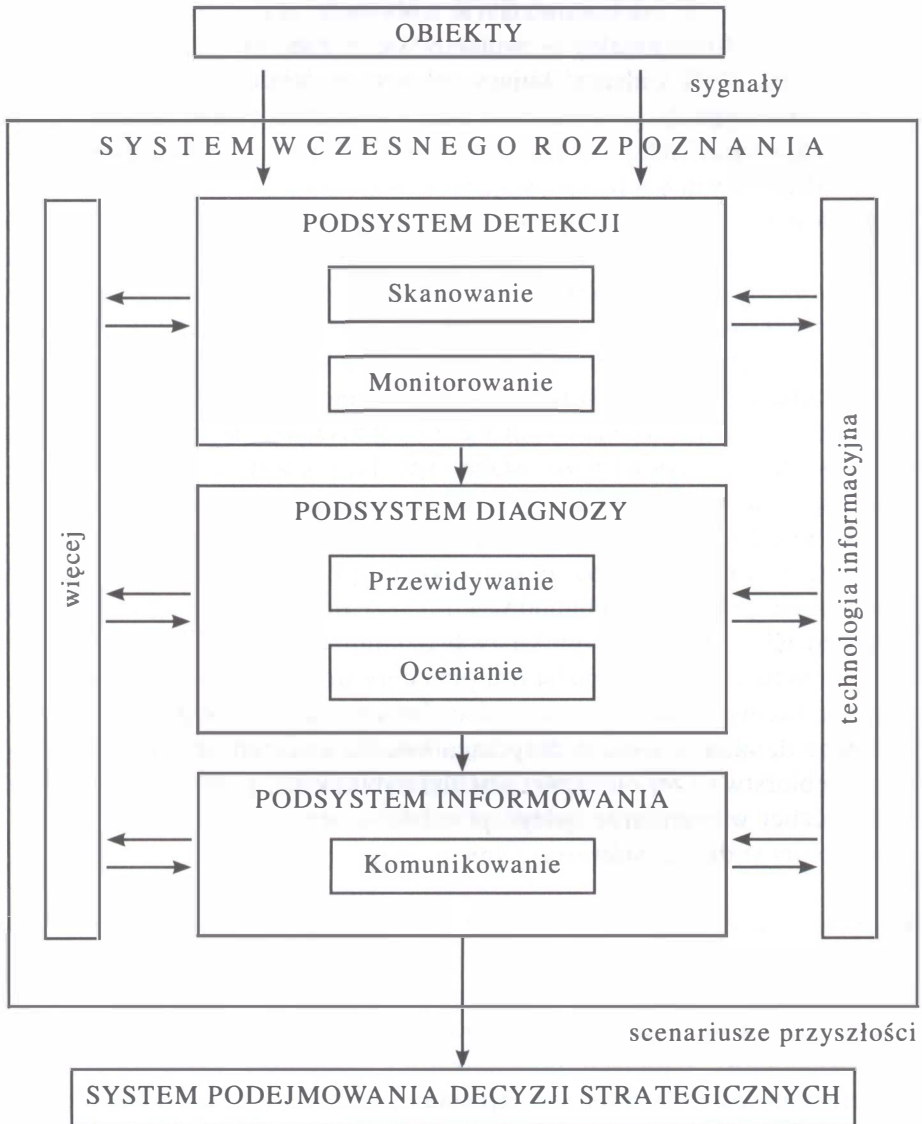 OBIEKTY
sygnały
SYSTEM WCZESNEGO ROZPOZNANIA
PODSYSTEM DETEKCJI
Skanowanie
Monitorowanie
więcej
technologia informacyjna
PODSYSTEM DIAGNOZY
Przewidywanie
Ocenianie
PODSYSTEM INFORMOWANIA
Komunikowanie
scenariusze przyszłości
SYSTEM PODEJMOWANIA DECYZJI STRATEGICZNYCH